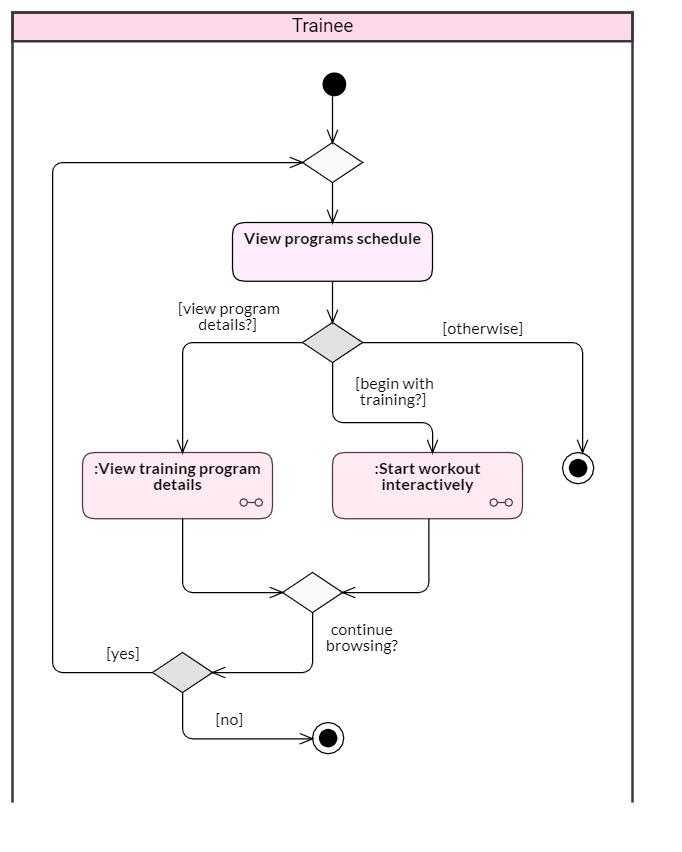 Trainee
View programs schedule
[view program
details?]
[otherwise]
[begin with
training?]
:View training program
details
:Start workout
interactively
continue
browsing?
[yes]
[no]